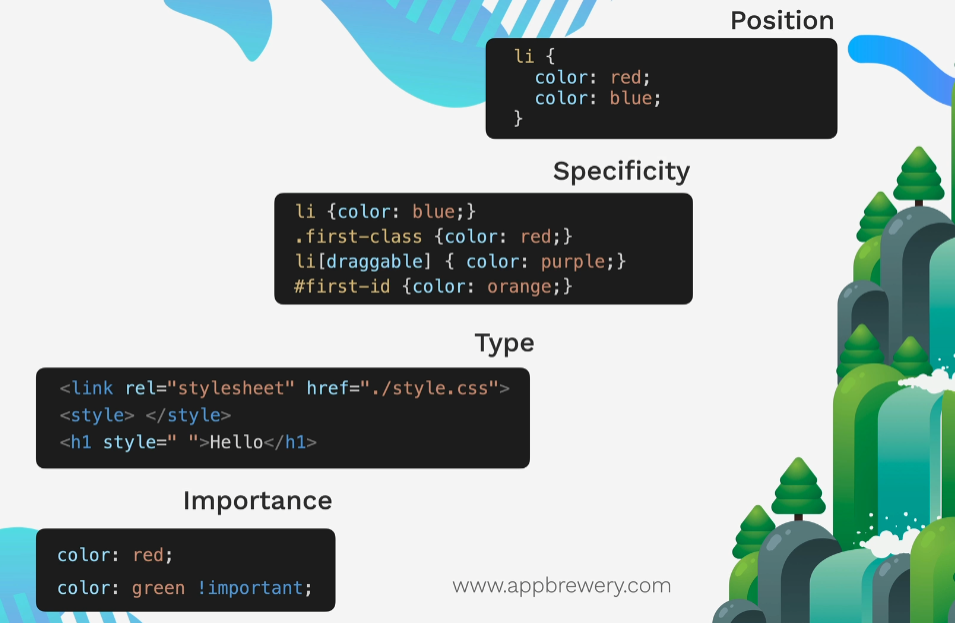 Position
li {
color: red;
color: blue;
}
Specificity
li {color: blue;}
.first-class {color: red;}
li[draggable] { color: purple;}
#first-id {color: orange;}
Type
<link rel="stylesheet" href="./style.css">
<style> </style>
<h1 style=" ">Hello</h1>
Importance
color: red;
color: green !important;
www.appbrewery.com